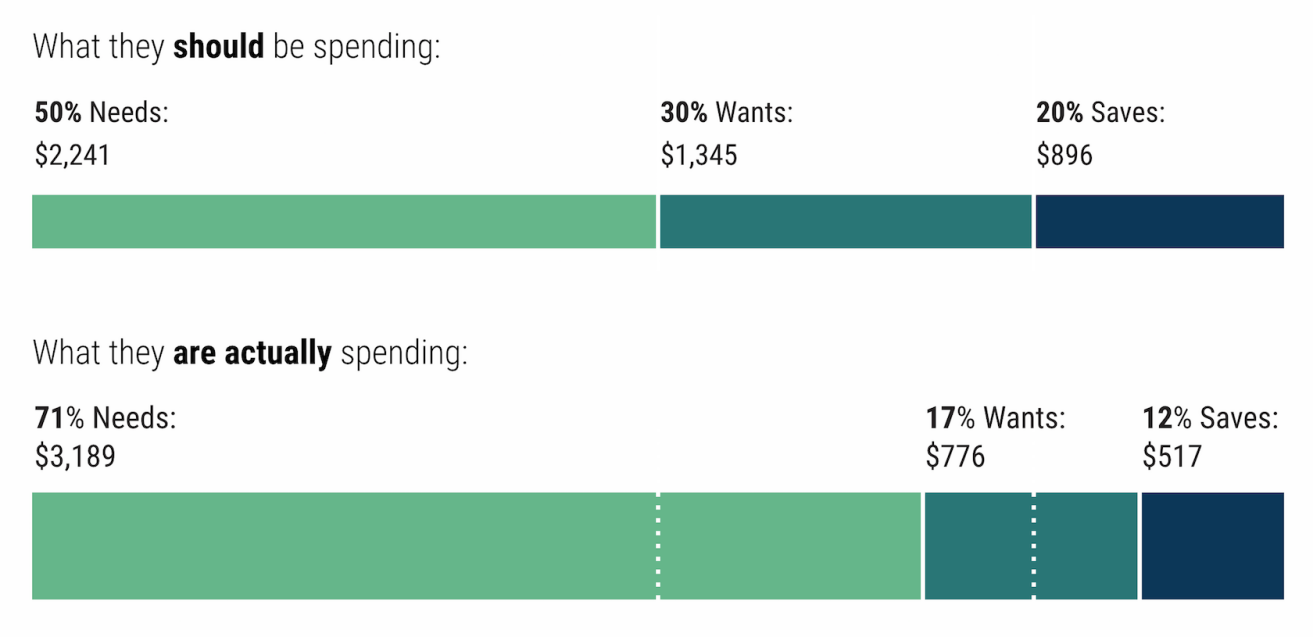 What they should be spending:
50% Needs:
$2,241
30% Wants:
$1,345
20% Saves:
$896
What they are actually spending:
71% Needs:
$3,189
17% Wants:
$776
12% Saves:
$517